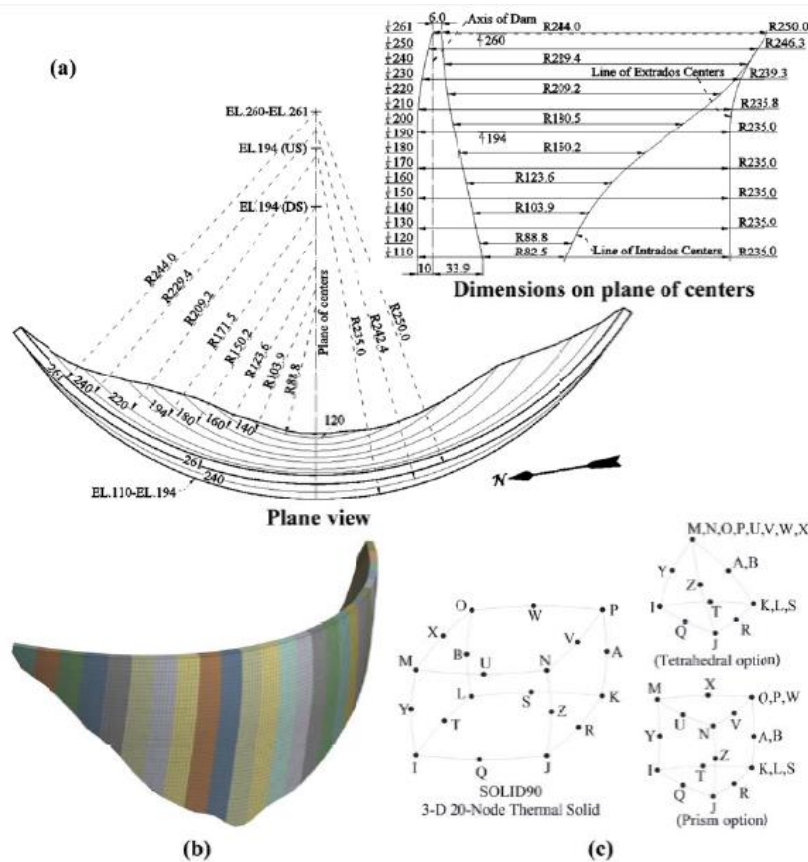 (a)
6.0
Axis of Dam
261
R244.0
R250.0
250
260
R246.3
240
R229.4
230
Line of Extrados Centers
R239.3
220
R209.2
210
R235.8
200
R180.5
190
194
R235.0
180
R150.2
170
R235.0
160
R123.6
150
R235.0
140
R103.9
130
R235.0
120
R88.8
Line of Intrados Centers
110
R82.5
R235.0
10
33.9
Dimensions on plane of centers
EL.260-EL.261
EL.194 (US)
EL.194 (DS)
R244.0
R229.4
R209.2
R171.5
R150.2
R123.6
R103.9
R88.8
Plane of centers
R235.0
R242.4
R250.0
261
240
220
194
180
160
140
120
261
240
EL.110-EL.194
N
Plane view
(b)
O
W
P
X
V
M
B
U
N
A
L
S
K
Y
T
Z
R
I
Q
J
SOLID90
3-D 20-Node Thermal Solid
M,N,O,P,U,V,W,X
Y
A,B
Z
I
T
K,L,S
Q
R
J
(Tetrahedral option)
M
X
O,P,W
U
V
N
Y
A,B
Z
I
T
K,L,S
Q
R
J
(Prism option)
(c)